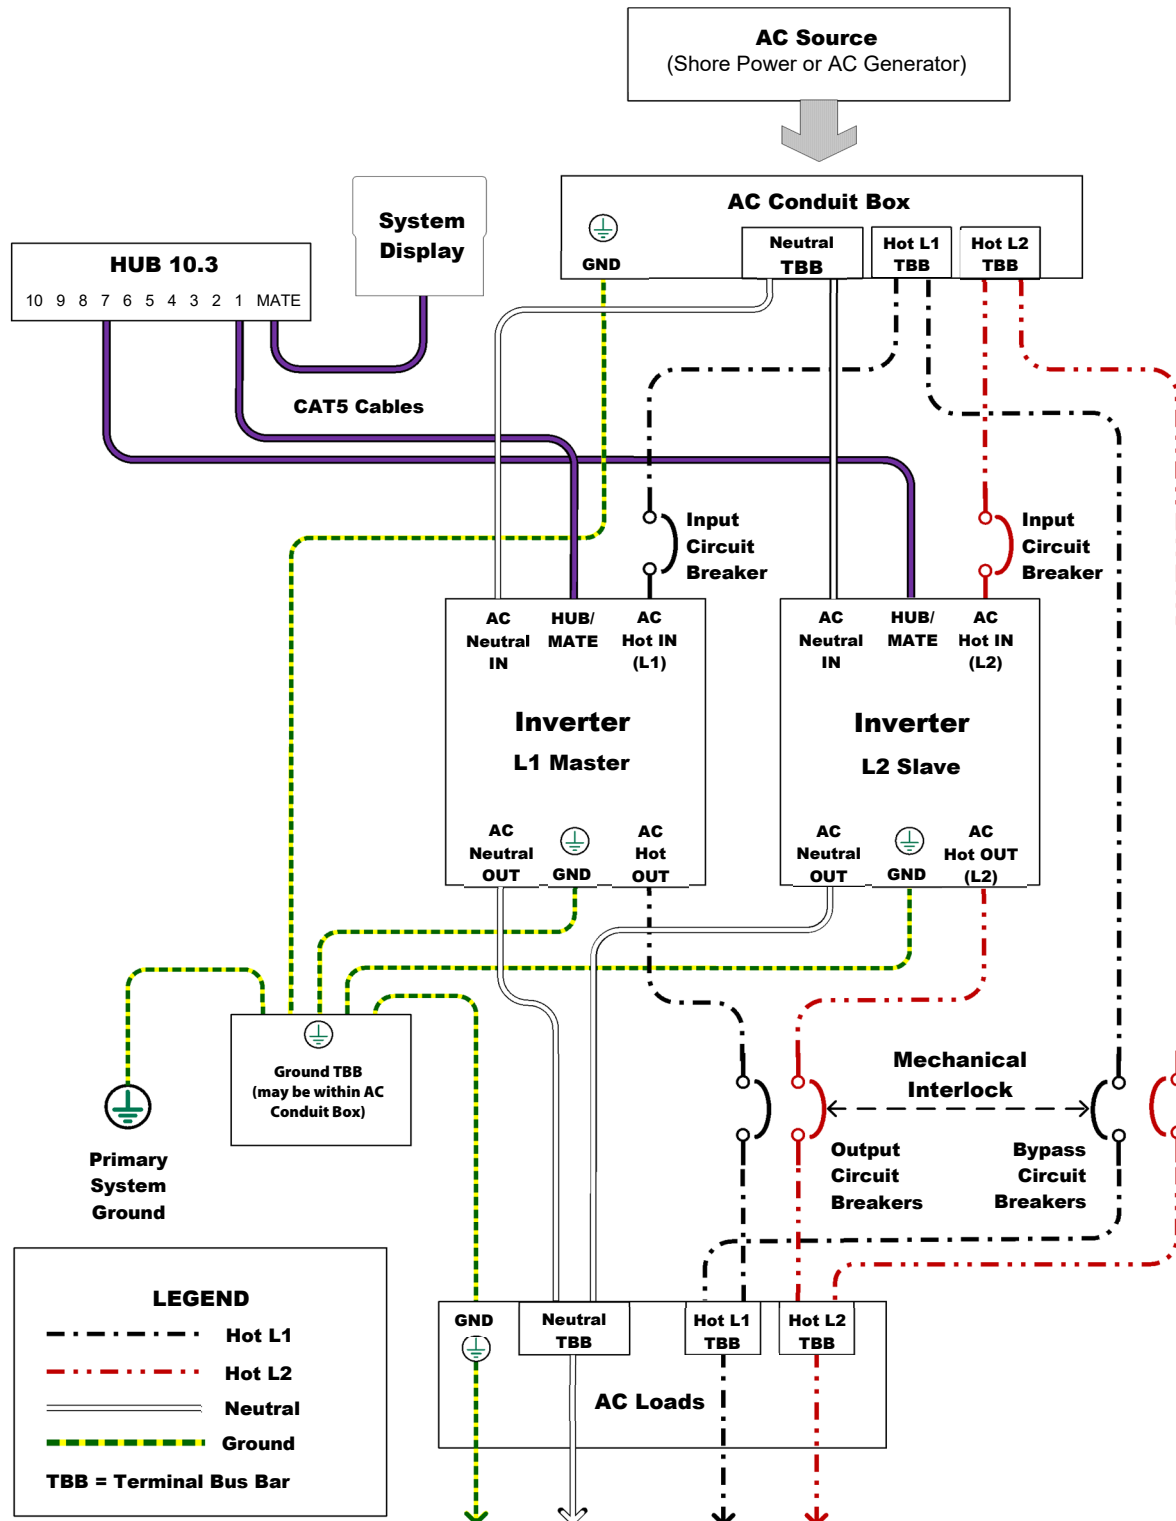 AC Source
(Shore Power or AC Generator)
AC Conduit Box
GND
Neutral
TBB
Hot L1
TBB
Hot L2
TBB
System
Display
HUB 10.3
10 9 8 7 6 5 4 3 2 1 MATE
CAT5 Cables
Input
Circuit
Breaker
Input
Circuit
Breaker
AC
Neutral
IN
HUB/
MATE
AC
Hot IN
(L1)
Inverter
L1 Master
AC
Neutral
OUT
GND
AC
Hot
OUT
AC
Neutral
IN
HUB/
MATE
AC
Hot IN
(L2)
Inverter
L2 Slave
AC
Neutral
OUT
GND
AC
Hot OUT
(L2)
Ground TBB
(may be within AC
Conduit Box)
Primary
System
Ground
Mechanical
Interlock
Output
Circuit
Breakers
Bypass
Circuit
Breakers
LEGEND
Hot L1
Hot L2
Neutral
Ground
TBB = Terminal Bus Bar
GND
Neutral
TBB
Hot L1
TBB
Hot L2
TBB
AC Loads